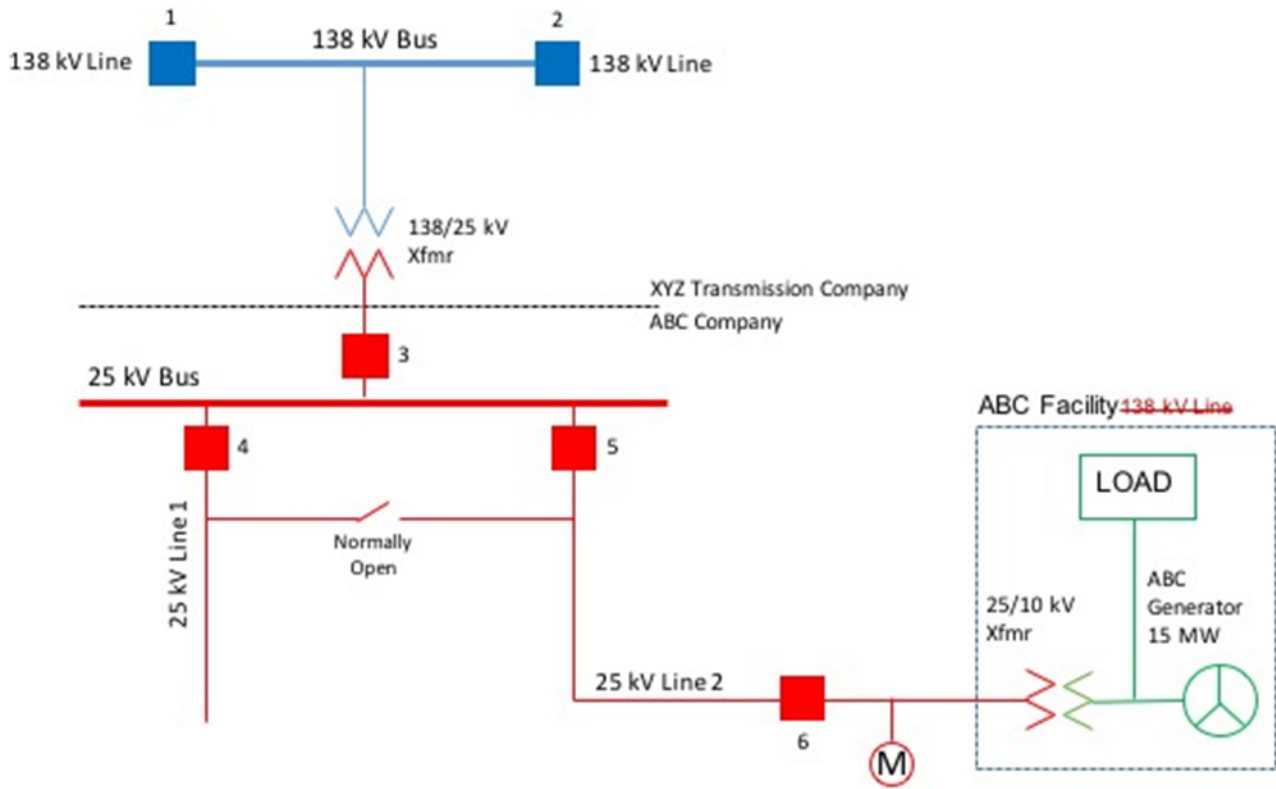 1
2
138 kV Line
138 kV Bus
138 kV Line
138/25 kV
Xfmr
XYZ Transmission Company
ABC Company
3
25 kV Bus
4
5
ABC Facility 138 kV Line
LOAD
25 kV Line 1
Normally
Open
ABC
Generator
15 MW
25/10 kV
Xfmr
25 kV Line 2
6
M